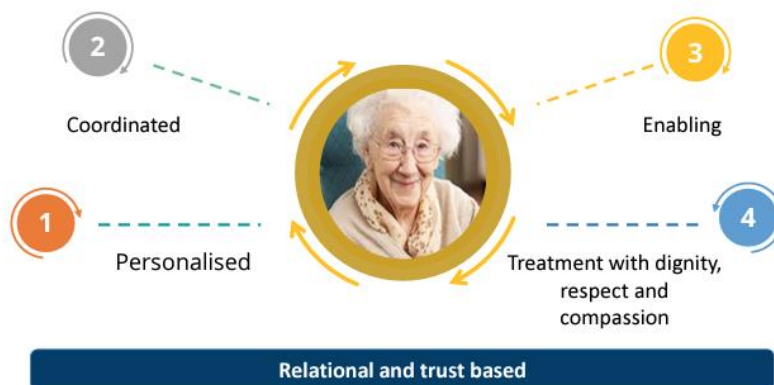 2
Coordinated
3
Enabling
1
Personalised
4
Treatment with dignity,
respect and
compassion
Relational and trust based